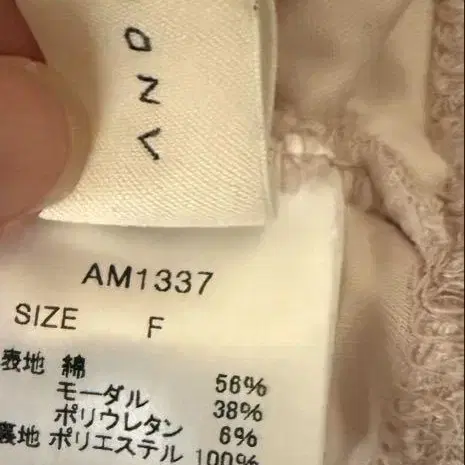 AM1337
SIZE F
表地 綿 56%
モーダル 38%
ポリウレタン 6%
裏地 ポリエステル 100%